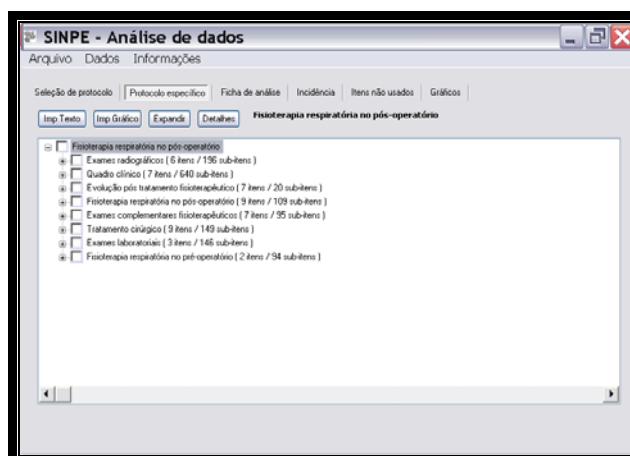 SINPE - Análise de dados
Arquivo Dados Informações
Seleção de protocolo Protocolo específico Ficha de análise Incidência Itens não usados Gráficos
Imp Texto Imp Gráfico Expandir Detalhes Fisioterapia respiratória no pós-operatório
Fisioterapia respiratória no pós-operatório
Exames radiográficos ( 6 itens / 196 sub-itens )
Quadro clínico ( 7 itens / 640 sub-itens )
Evolução pós tratamento fisioterapêutico ( 7 itens / 20 sub-itens )
Fisioterapia respiratória no pós-operatório ( 9 itens / 109 sub-itens )
Exames complementares fisioterapêuticos ( 7 itens / 95 sub-itens )
Tratamento cirúrgico ( 9 itens / 149 sub-itens )
Exames laboratoriais ( 3 itens / 146 sub-itens )
Fisioterapia respiratória no pré-operatório ( 2 itens / 94 sub-itens )